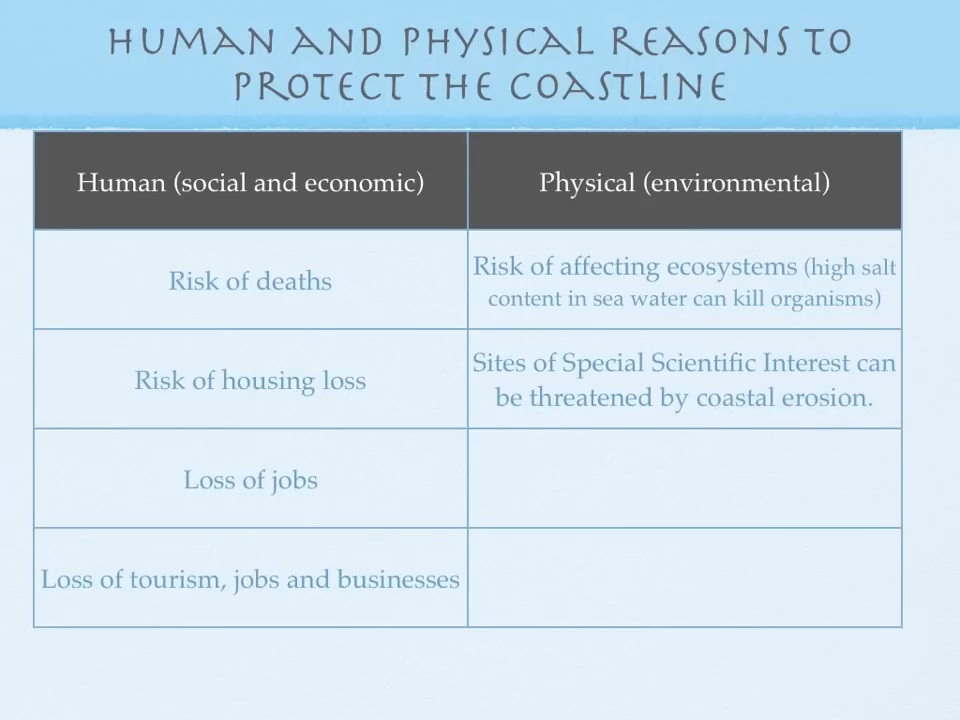 Human and Physical reasons to
protect the coastline
Human (social and economic)
Physical (environmental)
Risk of deaths
Risk of affecting ecosystems (high salt
content in sea water can kill organisms)
Risk of housing loss
Sites of Special Scientific Interest can
be threatened by coastal erosion.
Loss of jobs
Loss of tourism, jobs and businesses